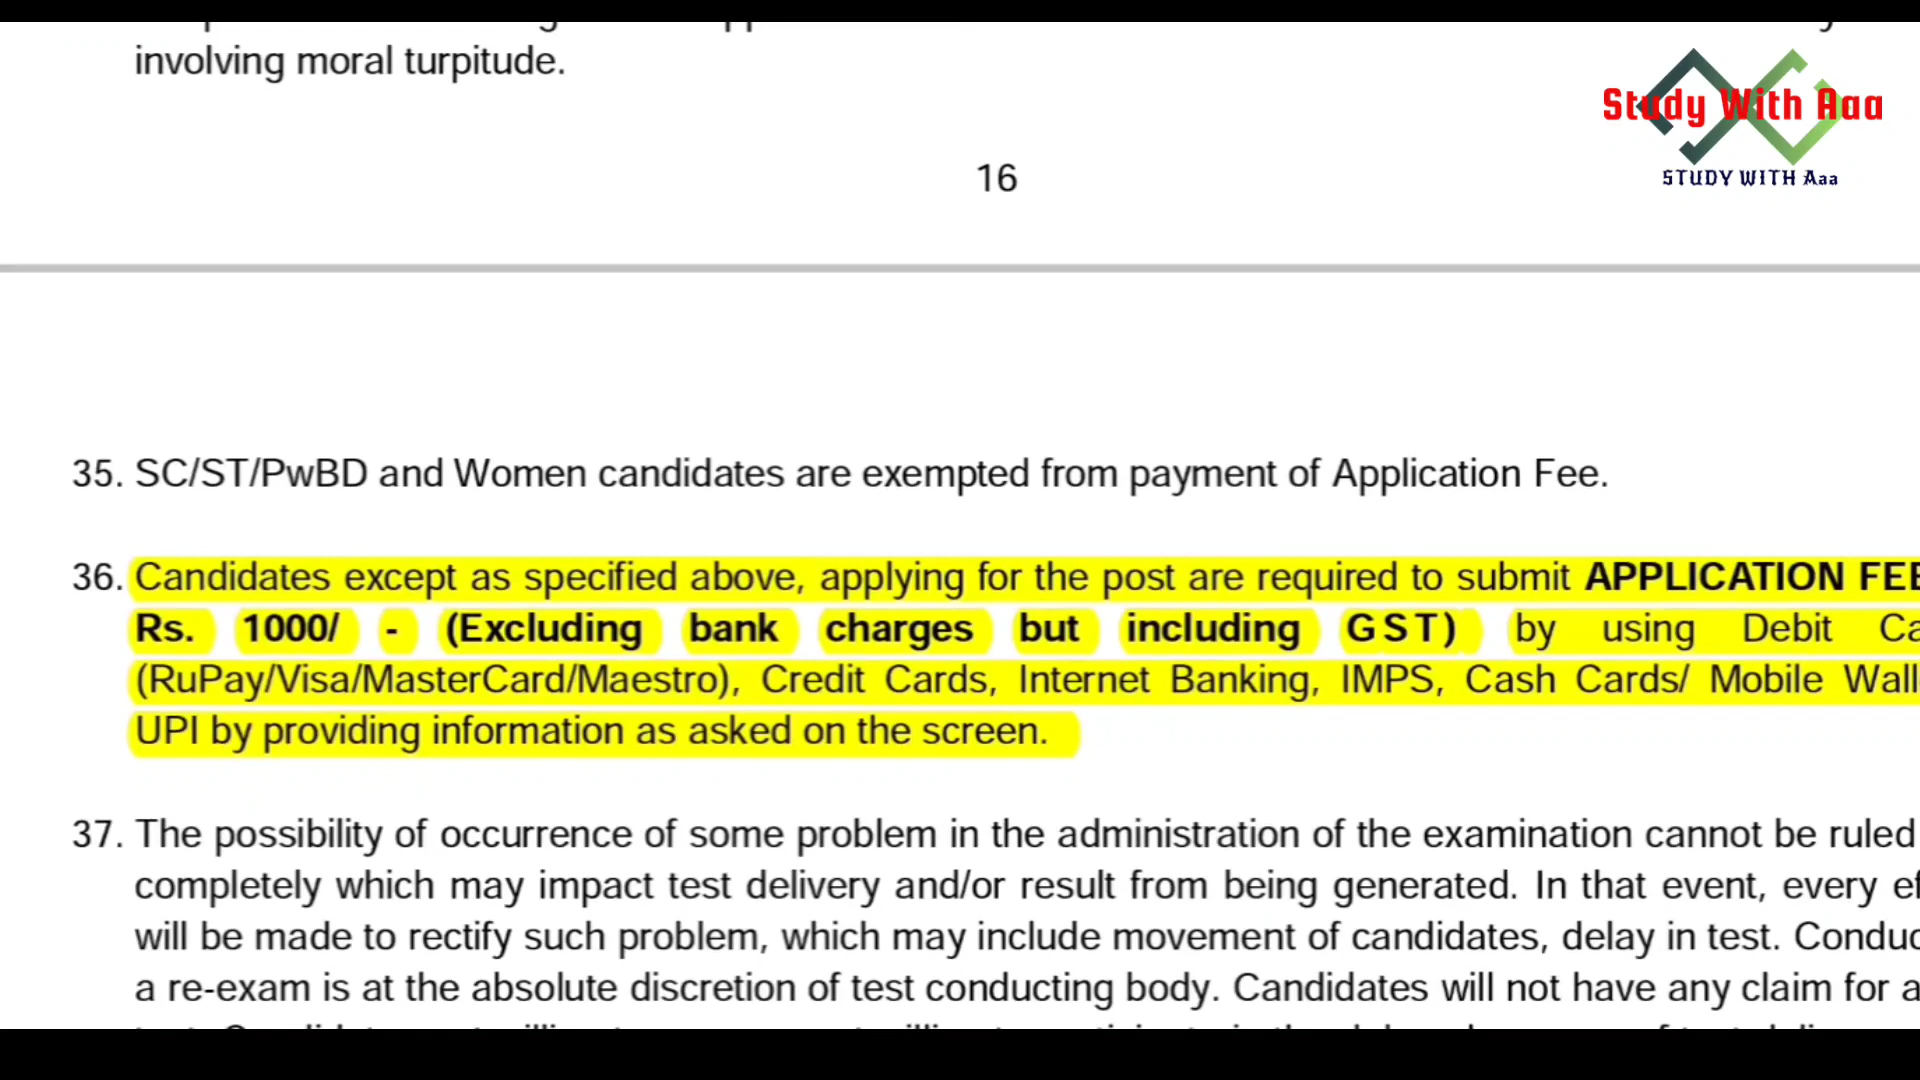 involving moral turpitude.
Study With Aaa
STUDY WITH Aaa
16
35. SC/ST/PwBD and Women candidates are exempted from payment of Application Fee.
36. Candidates except as specified above, applying for the post are required to submit APPLICATION FEE
Rs. 1000/ - (Excluding bank charges but including GST) by using Debit Ca
(RuPay/Visa/MasterCard/Maestro), Credit Cards, Internet Banking, IMPS, Cash Cards/ Mobile Wall
UPI by providing information as asked on the screen.
37. The possibility of occurrence of some problem in the administration of the examination cannot be ruled
completely which may impact test delivery and/or result from being generated. In that event, every ef
will be made to rectify such problem, which may include movement of candidates, delay in test. Conduc
a re-exam is at the absolute discretion of test conducting body. Candidates will not have any claim for a